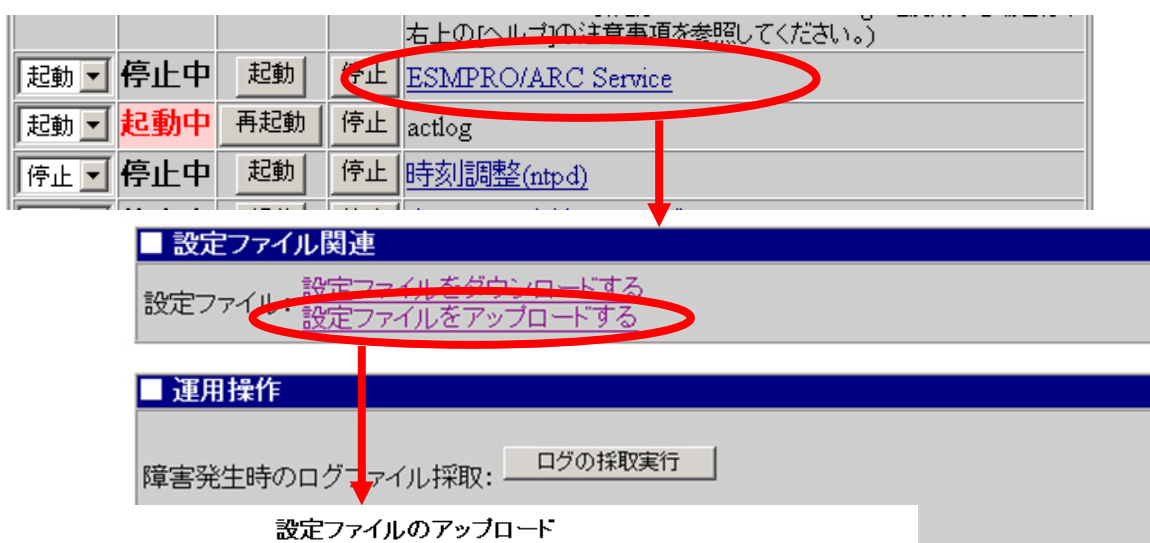 右上の[ヘルプ]の注意事項を参照してください。)
起動 停止中 起動 停止 ESMPRO/ARC Service
起動 起動中 再起動 停止 actlog
停止 停止中 起動 停止 時刻調整(ntpd)
■ 設定ファイル関連
設定ファイル: 設定ファイルをダウンロードする
設定ファイルをアップロードする
■ 運用操作
障害発生時のログファイル採取: ログの採取実行
設定ファイルのアップロード